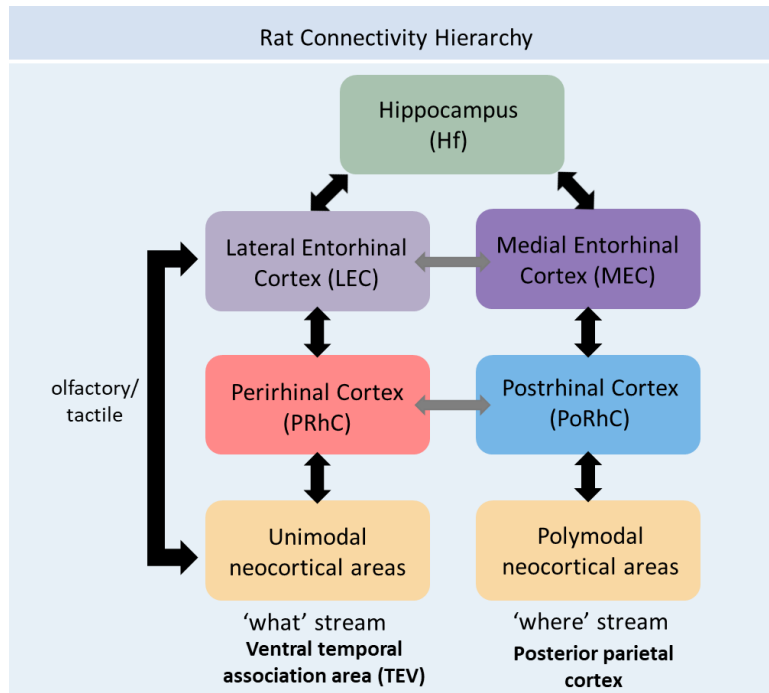 Rat Connectivity Hierarchy
Hippocampus
(Hf)
Lateral Entorhinal
Cortex (LEC)
Medial Entorhinal
Cortex (MEC)
olfactory/
tactile
Perirhinal Cortex
(PRhC)
Postrhinal Cortex
(PoRhC)
Unimodal
neocortical areas
Polymodal
neocortical areas
‘what’ stream
Ventral temporal
association area (TEV)
‘where’ stream
Posterior parietal
cortex